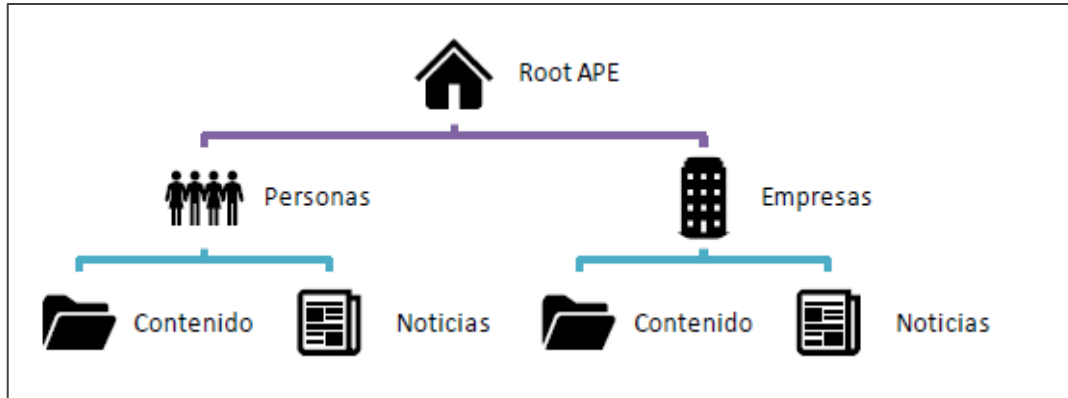 Root APE
Personas
Empresas
Contenido
Noticias
Contenido
Noticias